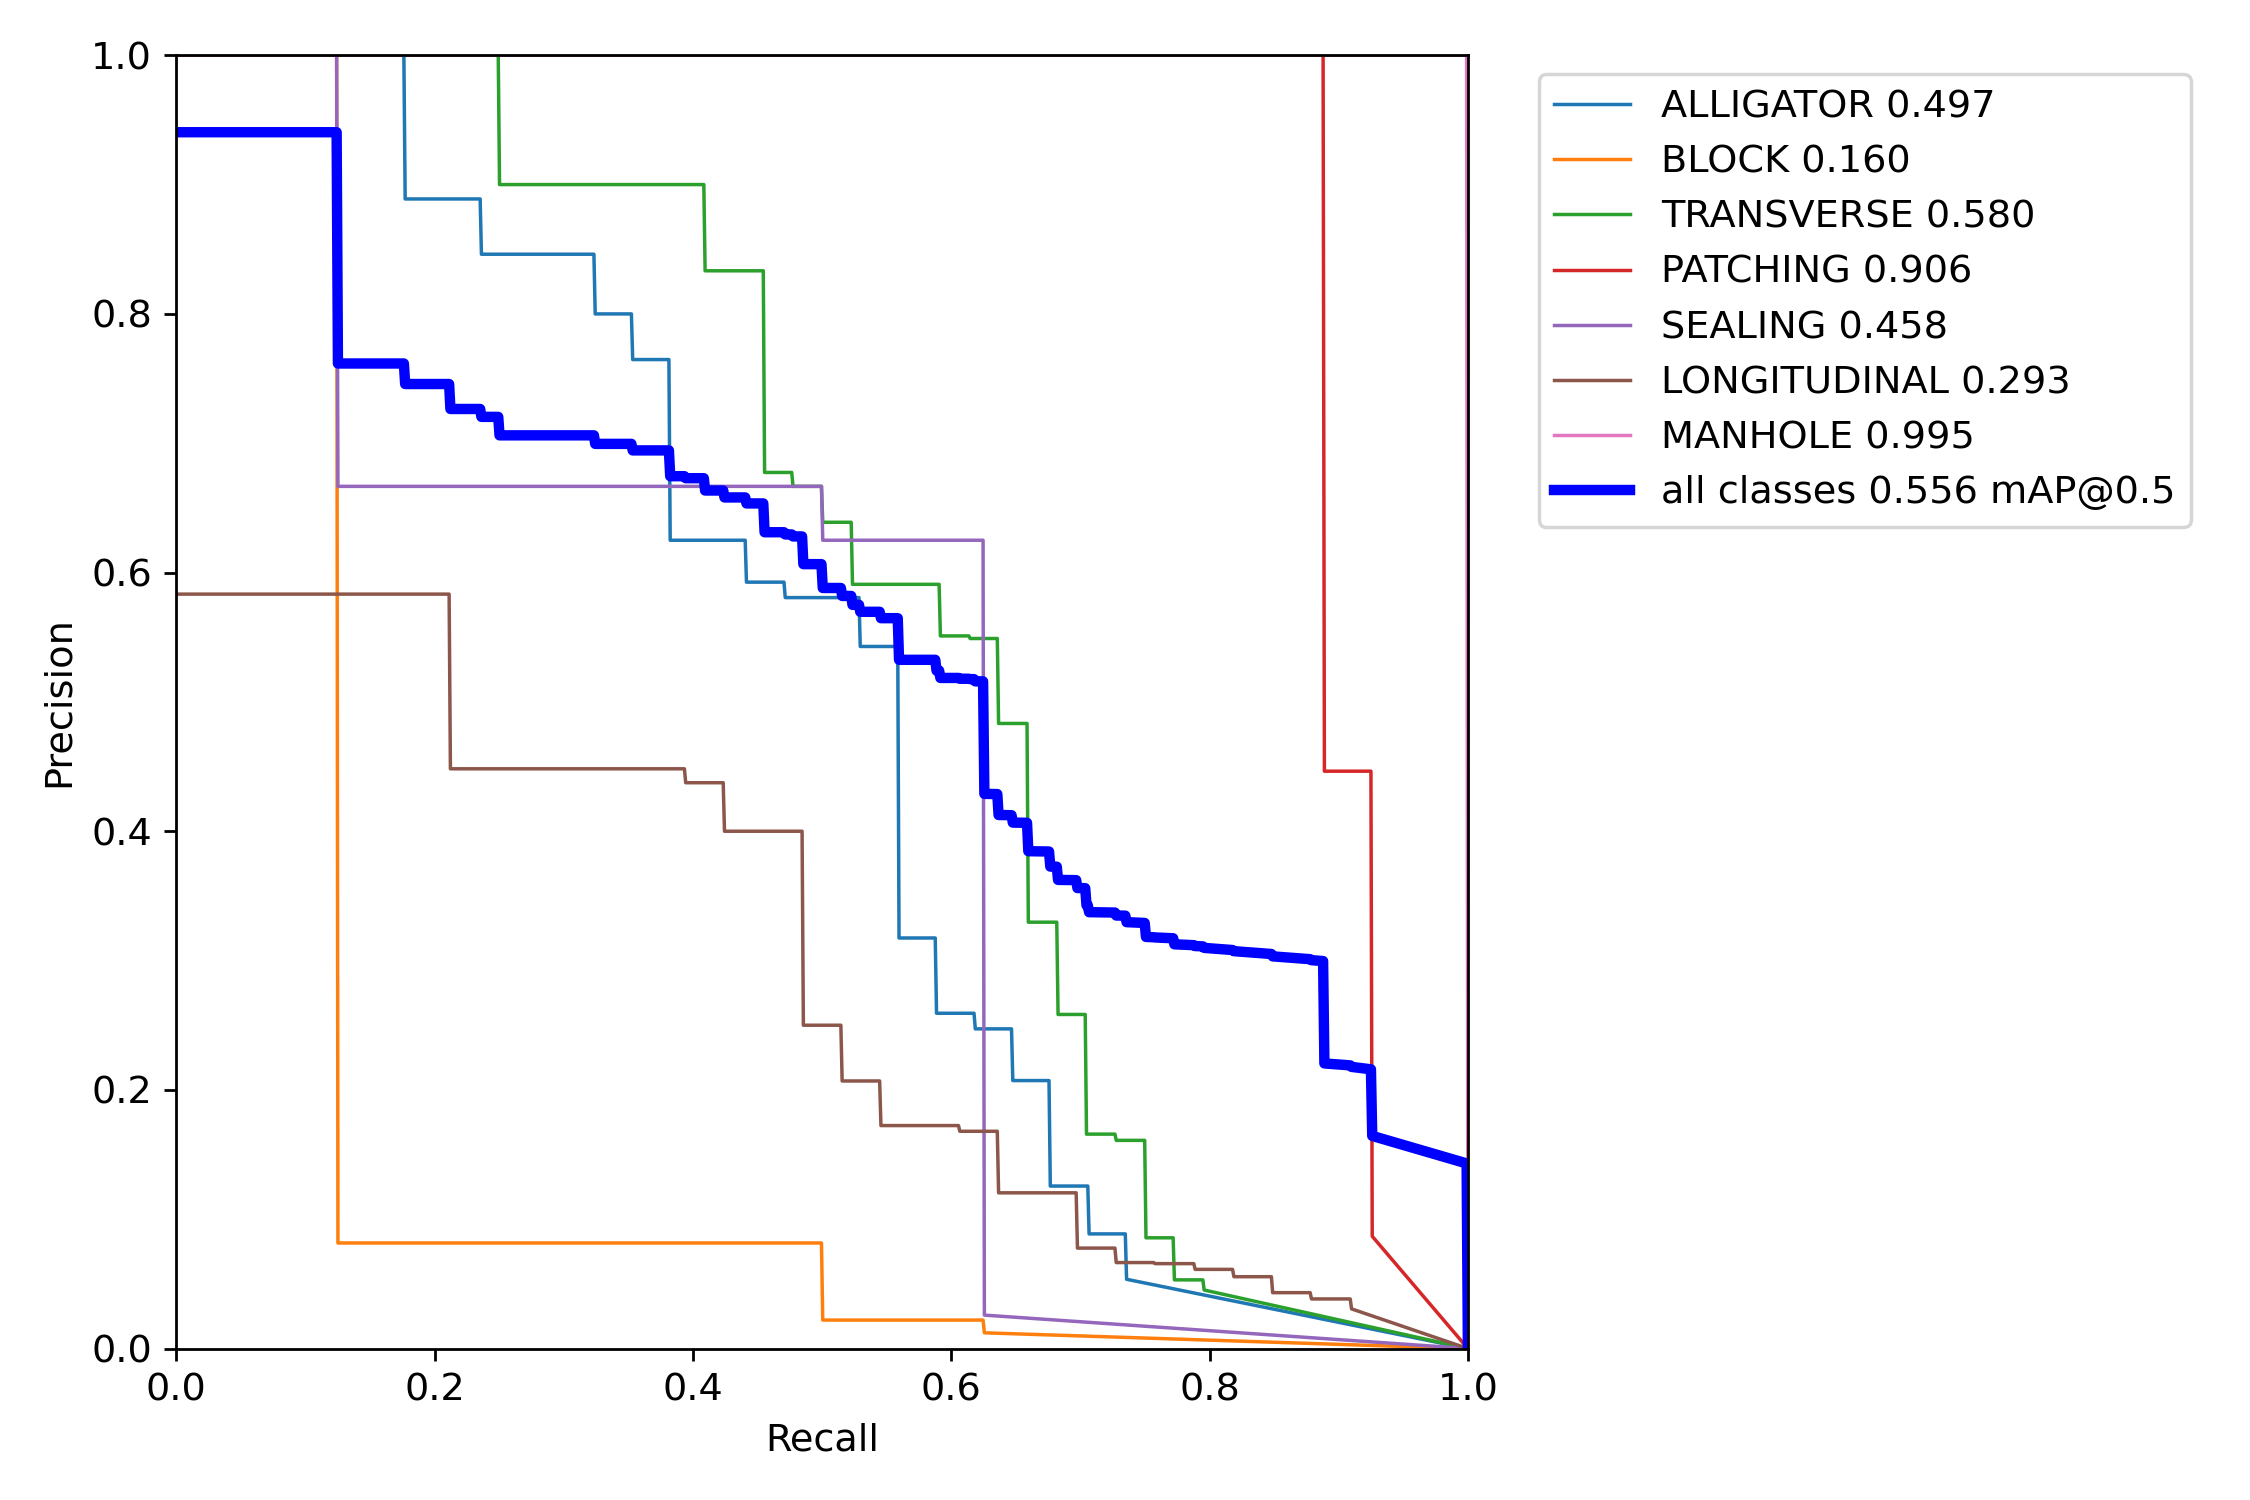 1.0
0.8
0.6
0.4
0.2
0.0
Precision
0.0 0.2 0.4 0.6 0.8 1.0
Recall
ALLIGATOR 0.497
BLOCK 0.160
TRANSVERSE 0.580
PATCHING 0.906
SEALING 0.458
LONGITUDINAL 0.293
MANHOLE 0.995
all classes 0.556 mAP@0.5